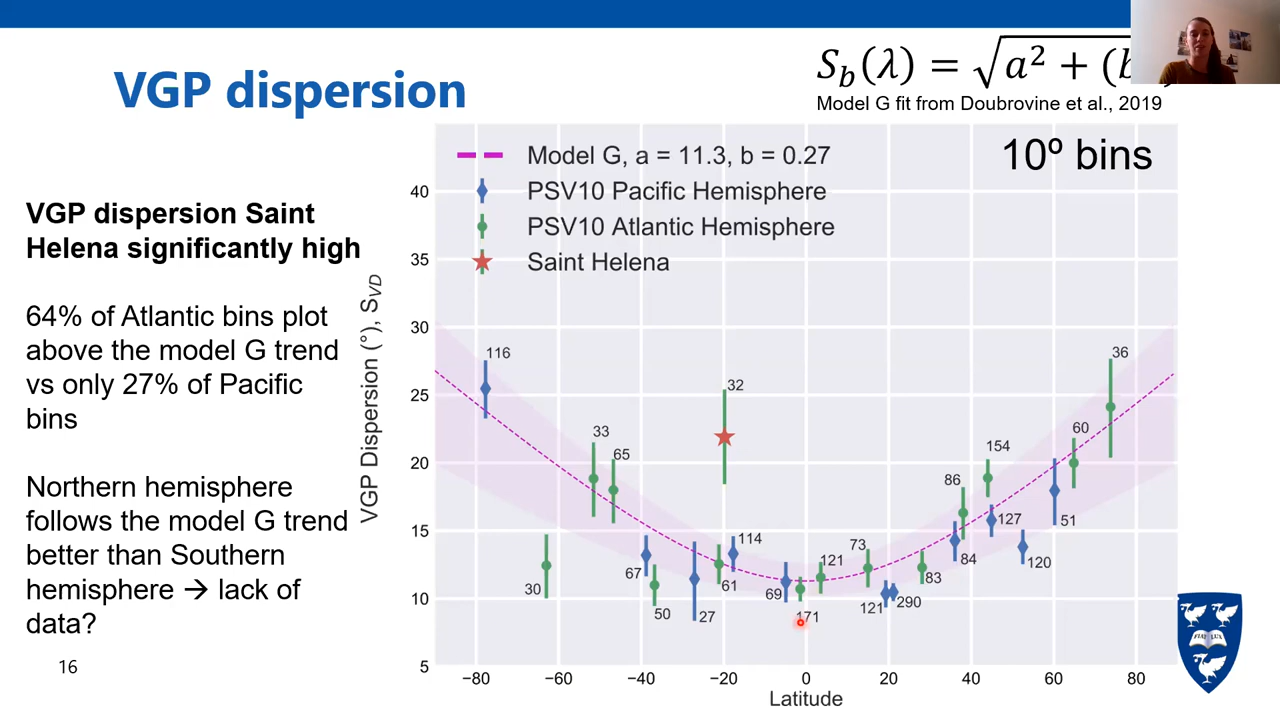 VGP dispersion
S_b(λ) = √a² + (b
Model G fit from Doubrovine et al., 2019
VGP dispersion Saint
Helena significantly high
64% of Atlantic bins plot
above the model G trend
vs only 27% of Pacific
bins
Northern hemisphere
follows the model G trend
better than Southern
hemisphere → lack of
data?
16
10º bins
Model G, a = 11.3, b = 0.27
PSV10 Pacific Hemisphere
PSV10 Atlantic Hemisphere
Saint Helena
VGP Dispersion (°), S_VD
40
35
30
25
20
15
10
5
116
33
65
30
67
50
27
32
114
61
69
171
121
73
121
290
83
86
84
154
127
120
51
60
36
−80
−60
−40
−20
0
20
40
60
80
Latitude
FIAT LUX